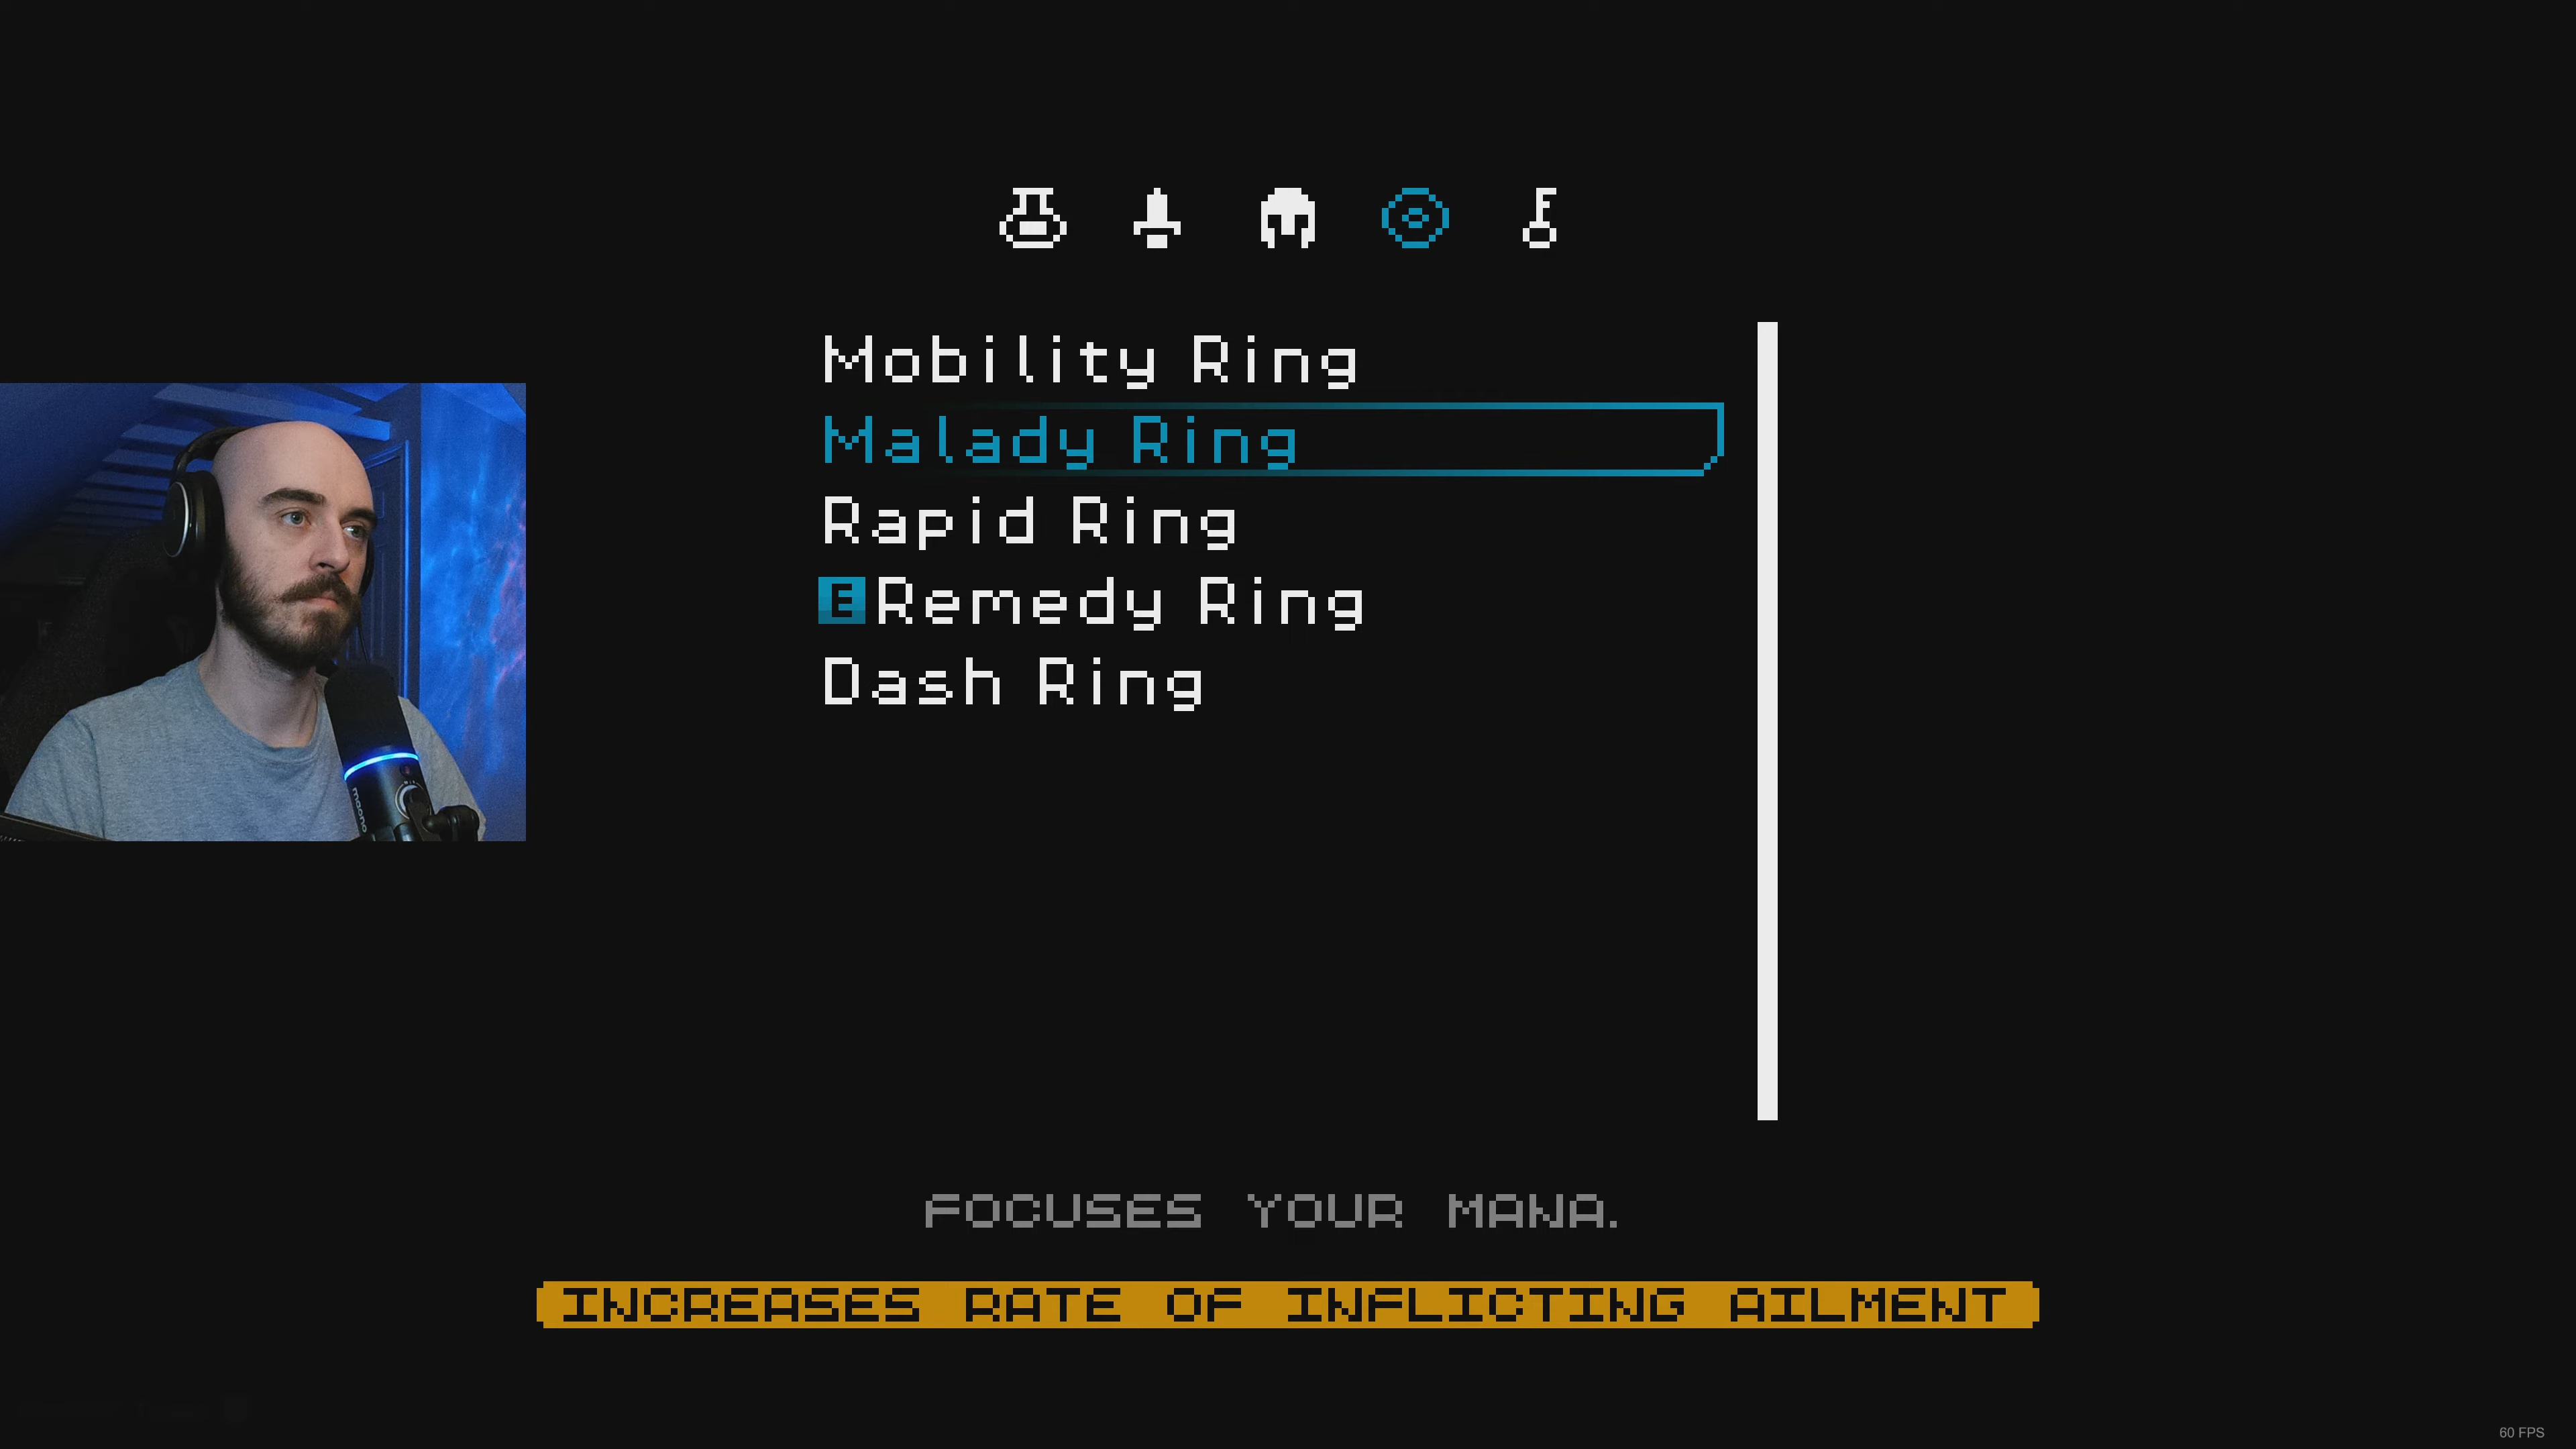 Mobility Ring
Malady Ring
Rapid Ring
E Remedy Ring
Dash Ring
maono
FOCUSES YOUR MANA.
INCREASES RATE OF INFLICTING AILMENT
60 FPS